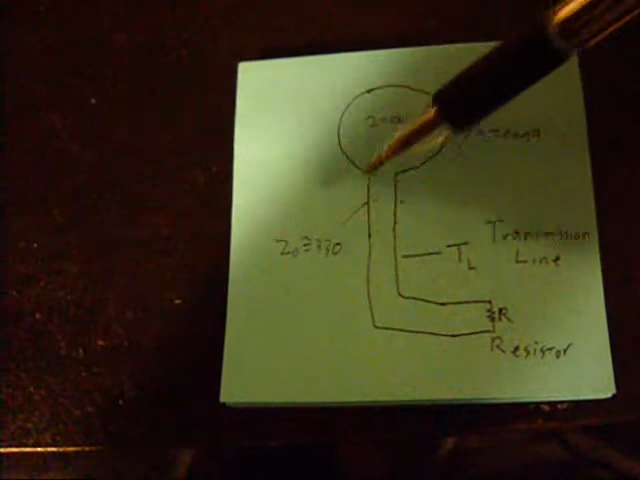 Z₀≅330
TL
Transmission
Line
R
Resistor